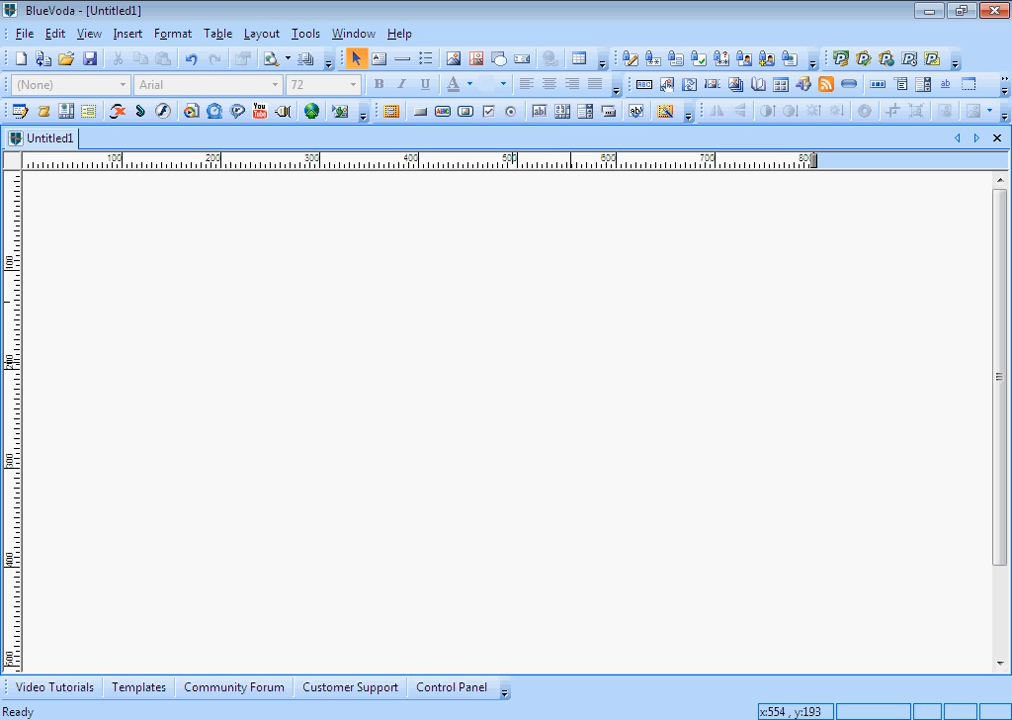 BlueVoda - [Untitled1]
File Edit View Insert Format Table Layout Tools Window Help
(None) Arial 72 B I U A
You Tube
Untitled1
100 200 300 400 500 600 700 800
100
200
300
400
500
Video Tutorials Templates Community Forum Customer Support Control Panel
Ready x:554 , y:193